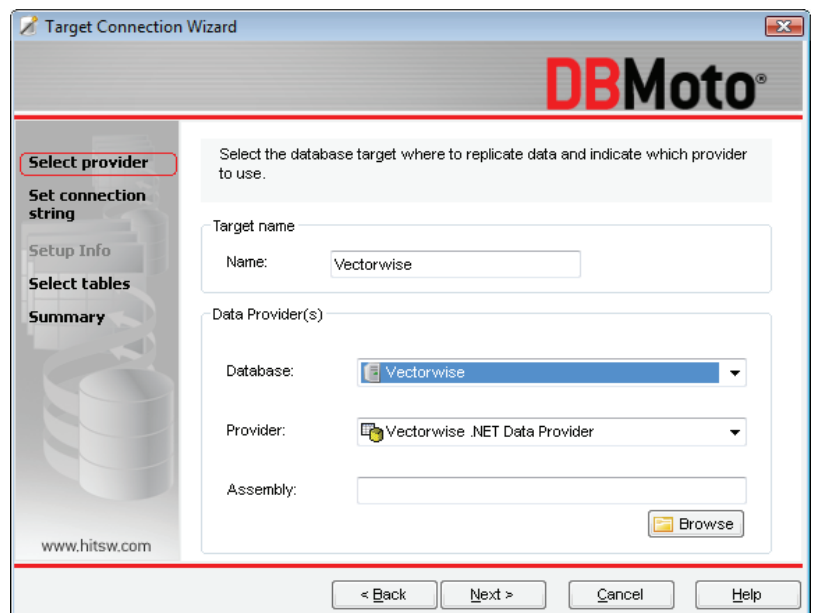 Target Connection Wizard
DBMoto®
Select provider
Set connection
string
Setup Info
Select tables
Summary
www.hitsw.com
Select the database target where to replicate data and indicate which provider
to use.
Target name
Name:
Vectorwise
Data Provider(s)
Database:
Vectorwise
Provider:
Vectorwise .NET Data Provider
Assembly:
Browse
< Back
Next >
Cancel
Help